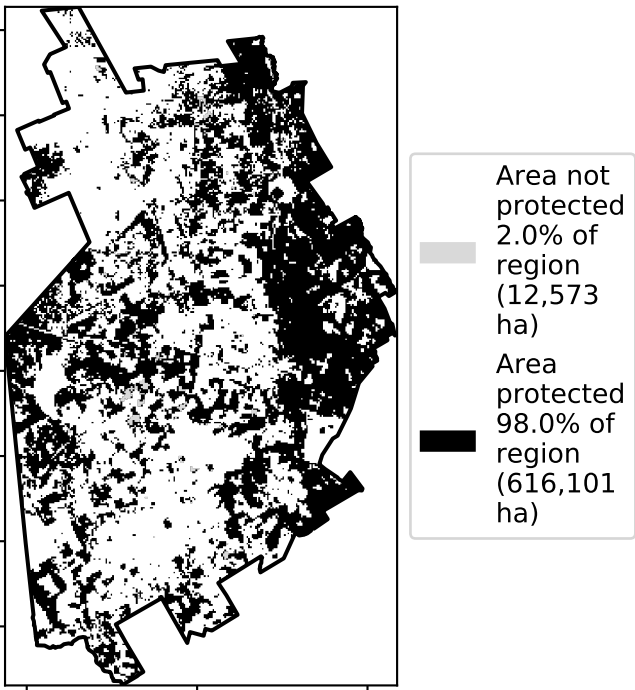 Area not
protected
2.0% of
region
(12,573
ha)
Area
protected
98.0% of
region
(616,101
ha)